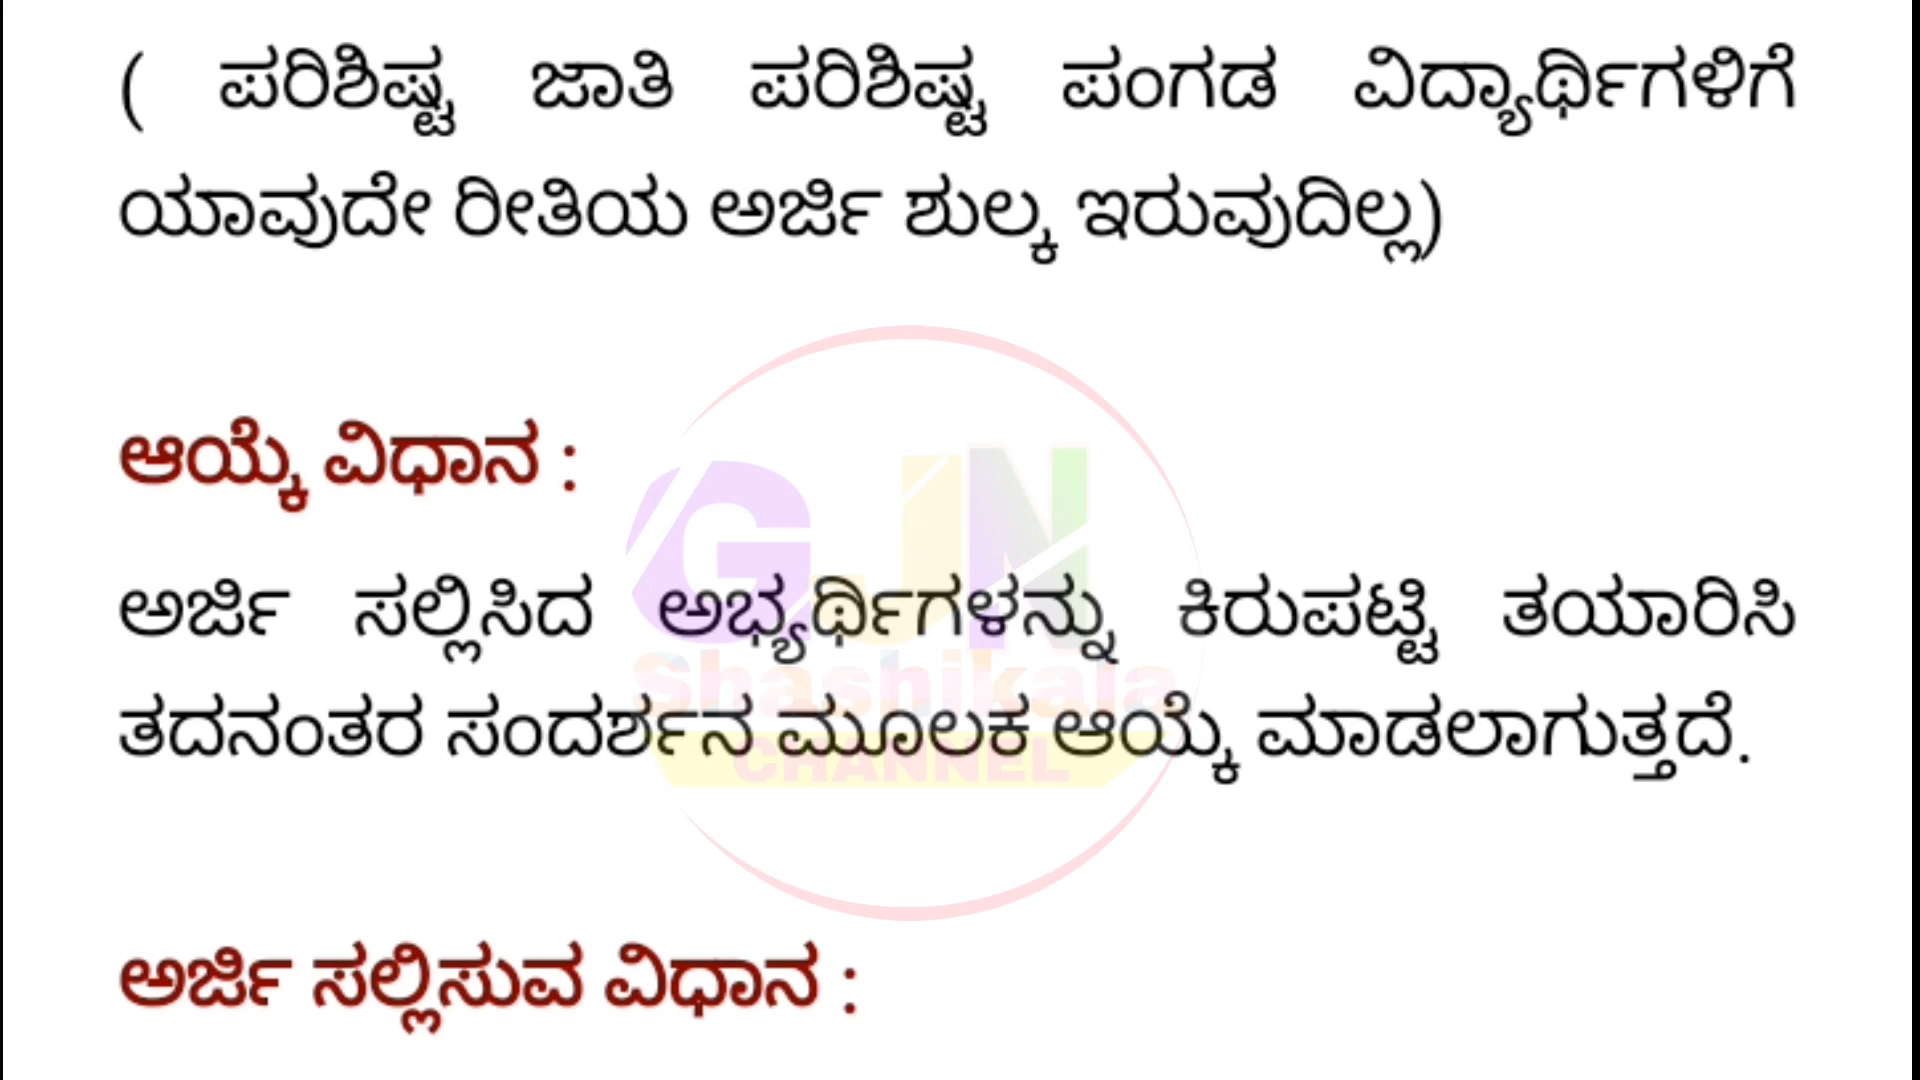 ( ಪರಿಶಿಷ್ಟ ಜಾತಿ ಪರಿಶಿಷ್ಟ ಪಂಗಡ ವಿದ್ಯಾರ್ಥಿಗಳಿಗೆ
ಯಾವುದೇ ರೀತಿಯ ಅರ್ಜಿ ಶುಲ್ಕ ಇರುವುದಿಲ್ಲ)
ಆಯ್ಕೆ ವಿಧಾನ :
GJN
ಅರ್ಜಿ ಸಲ್ಲಿಸಿದ ಅಭ್ಯರ್ಥಿಗಳನ್ನು ಕಿರುಪಟ್ಟಿ ತಯಾರಿಸಿ
Shashikala
ತದನಂತರ ಸಂದರ್ಶನ ಮೂಲಕ ಆಯ್ಕೆ ಮಾಡಲಾಗುತ್ತದೆ.
CHANNEL
ಅರ್ಜಿ ಸಲ್ಲಿಸುವ ವಿಧಾನ :